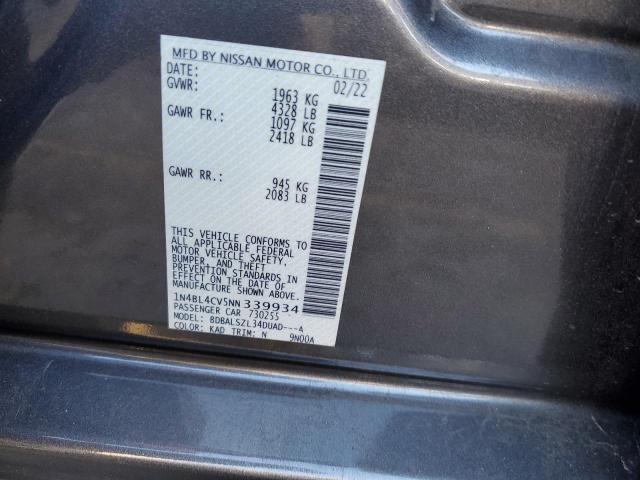 MFD BY NISSAN MOTOR CO., LTD.
DATE: 02/22
GVWR: 1963 KG
4328 LB
GAWR FR.: 1097 KG
2418 LB
GAWR RR.: 945 KG
2083 LB
THIS VEHICLE CONFORMS TO
ALL APPLICABLE FEDERAL
MOTOR VEHICLE SAFETY,
BUMPER, AND THEFT
PREVENTION STANDARDS IN
EFFECT ON THE DATE OF
MANUFACTURE SHOWN ABOVE.
1N4BL4CV5NN 339934
PASSENGER CAR 730255
MODEL: BDBALSZL34DUAD---A
COLOR: KAD TRIM: N 9N00A